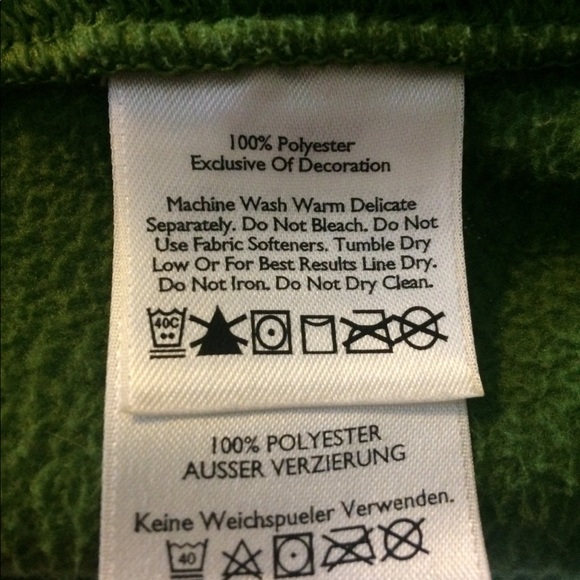 100% Polyester
Exclusive Of Decoration
Machine Wash Warm Delicate
Separately. Do Not Bleach. Do Not
Use Fabric Softeners. Tumble Dry
Low Or For Best Results Line Dry.
Do Not Iron. Do Not Dry Clean.
40C
100% POLYESTER
AUSSER VERZIERUNG
Keine Weichspueler Verwenden.
40